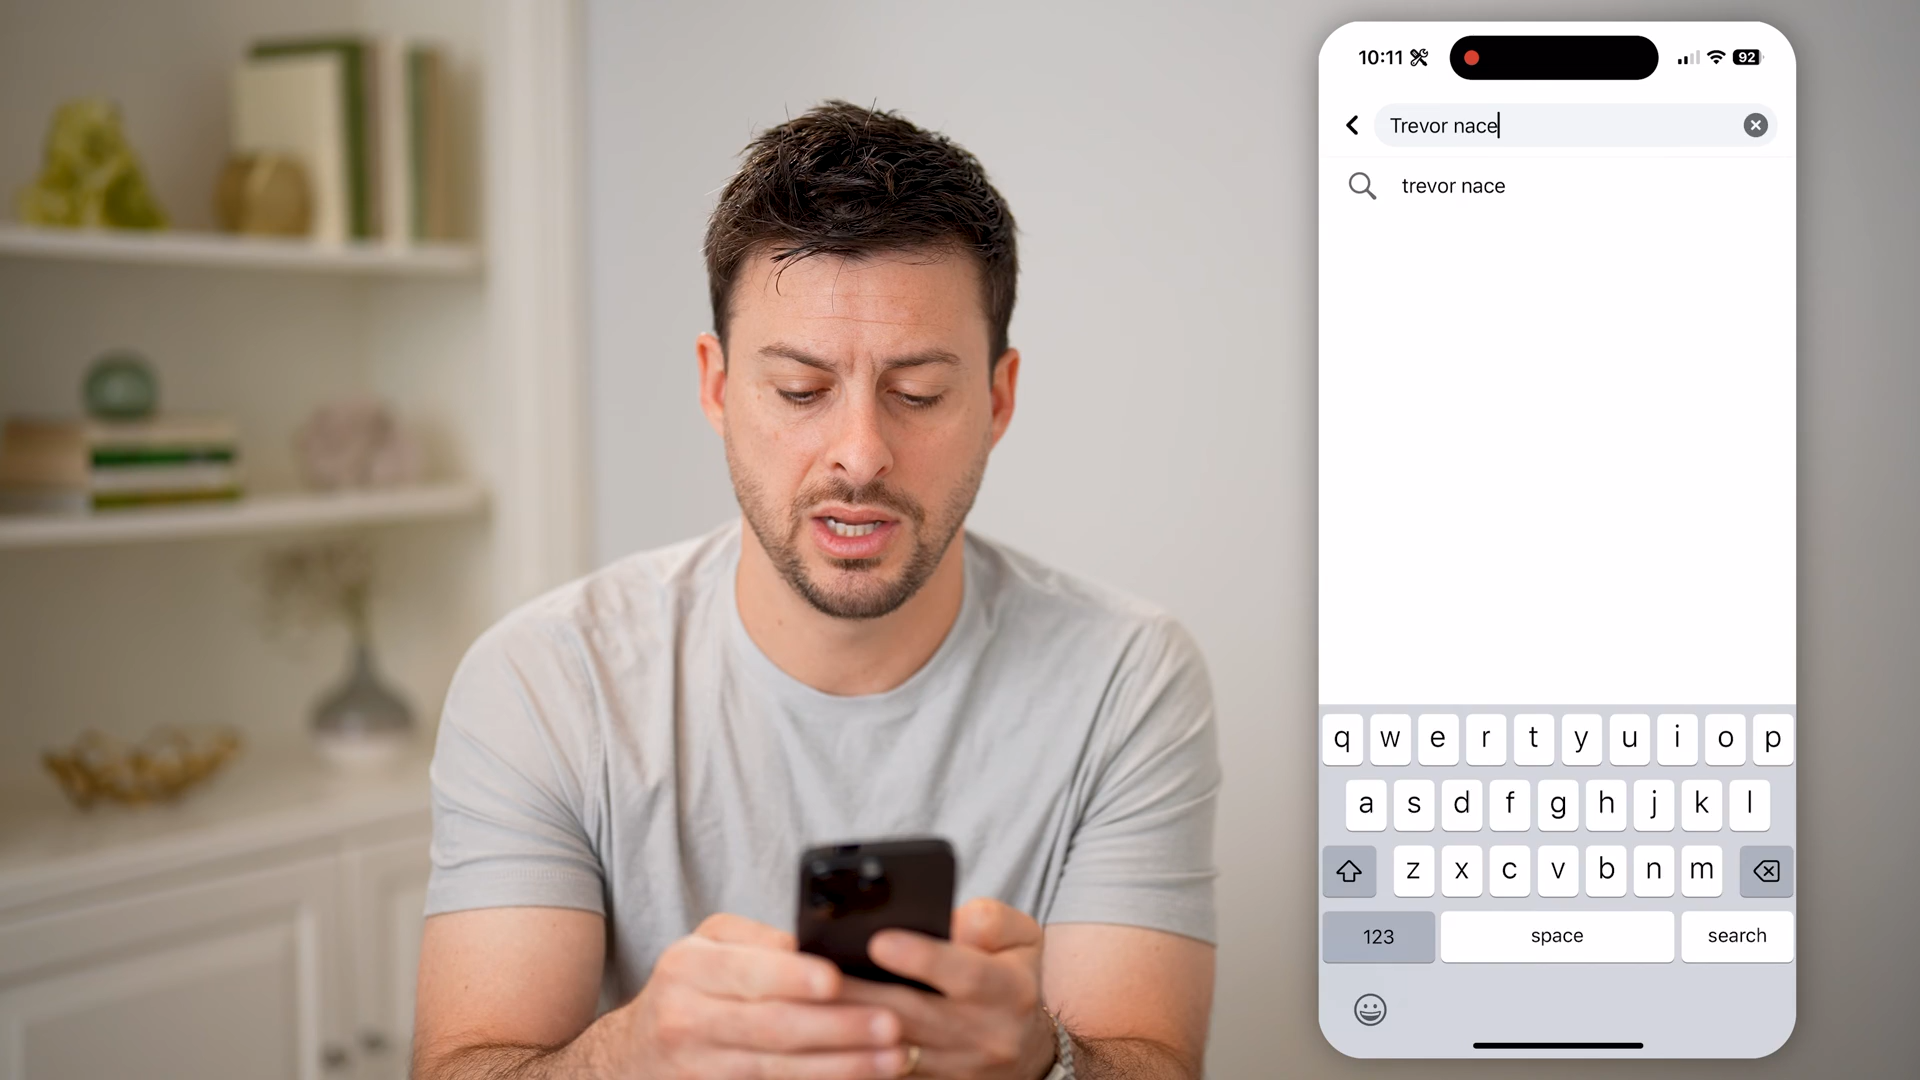 10:11
92
Trevor nace
trevor nace
q w e r t y u i o p
a s d f g h j k l
z x c v b n m
123 space search